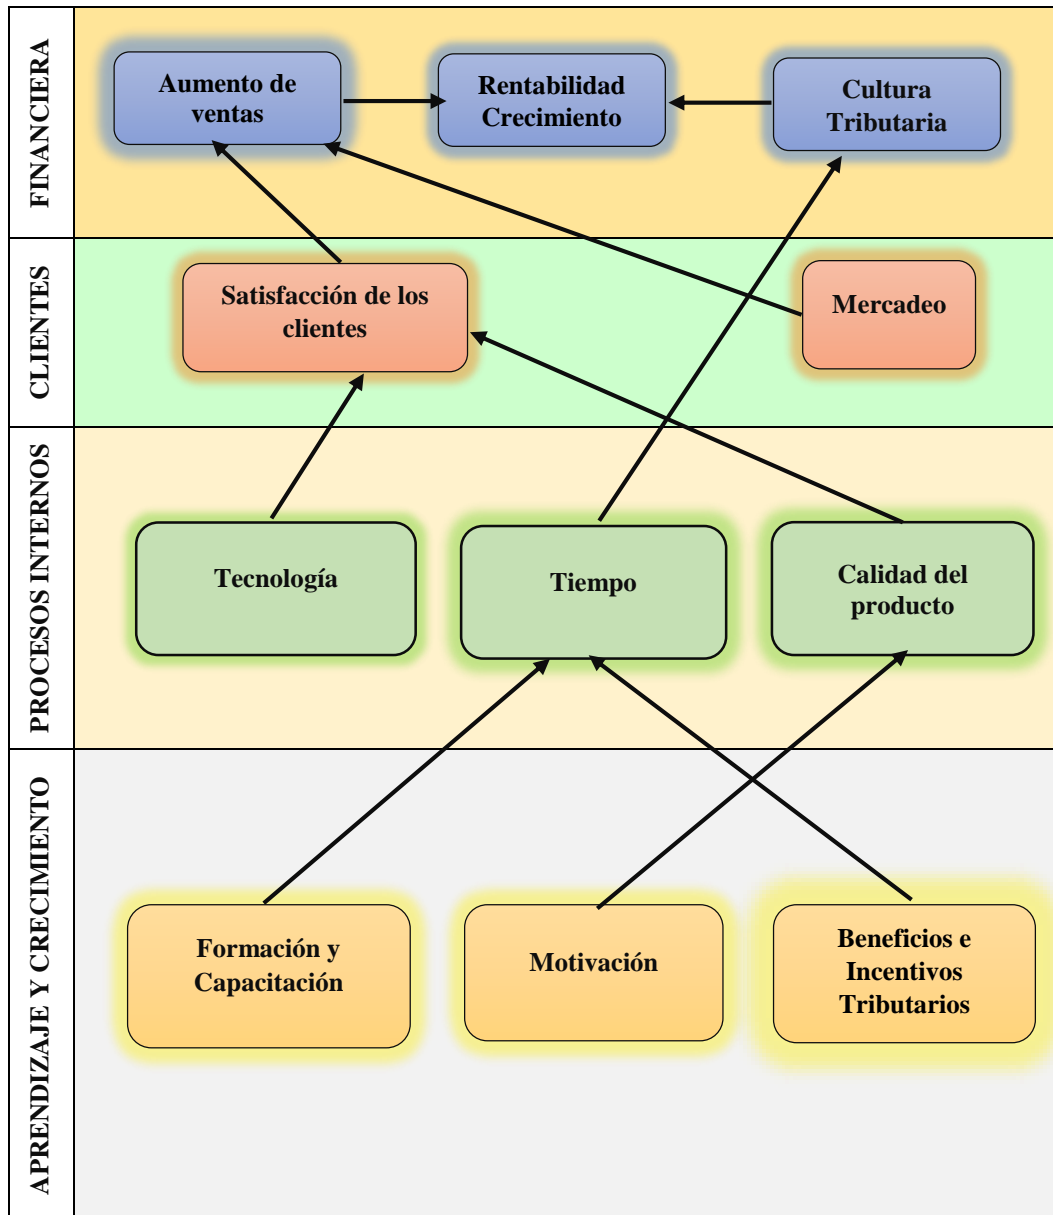 FINANCIERA
Aumento de
ventas
Rentabilidad
Crecimiento
Cultura
Tributaria
CLIENTES
Satisfacción de los
clientes
Mercadeo
PROCESOS INTERNOS
Tecnología
Tiempo
Calidad del
producto
APRENDIZAJE Y CRECIMIENTO
Formación y
Capacitación
Motivación
Beneficios e
Incentivos
Tributarios